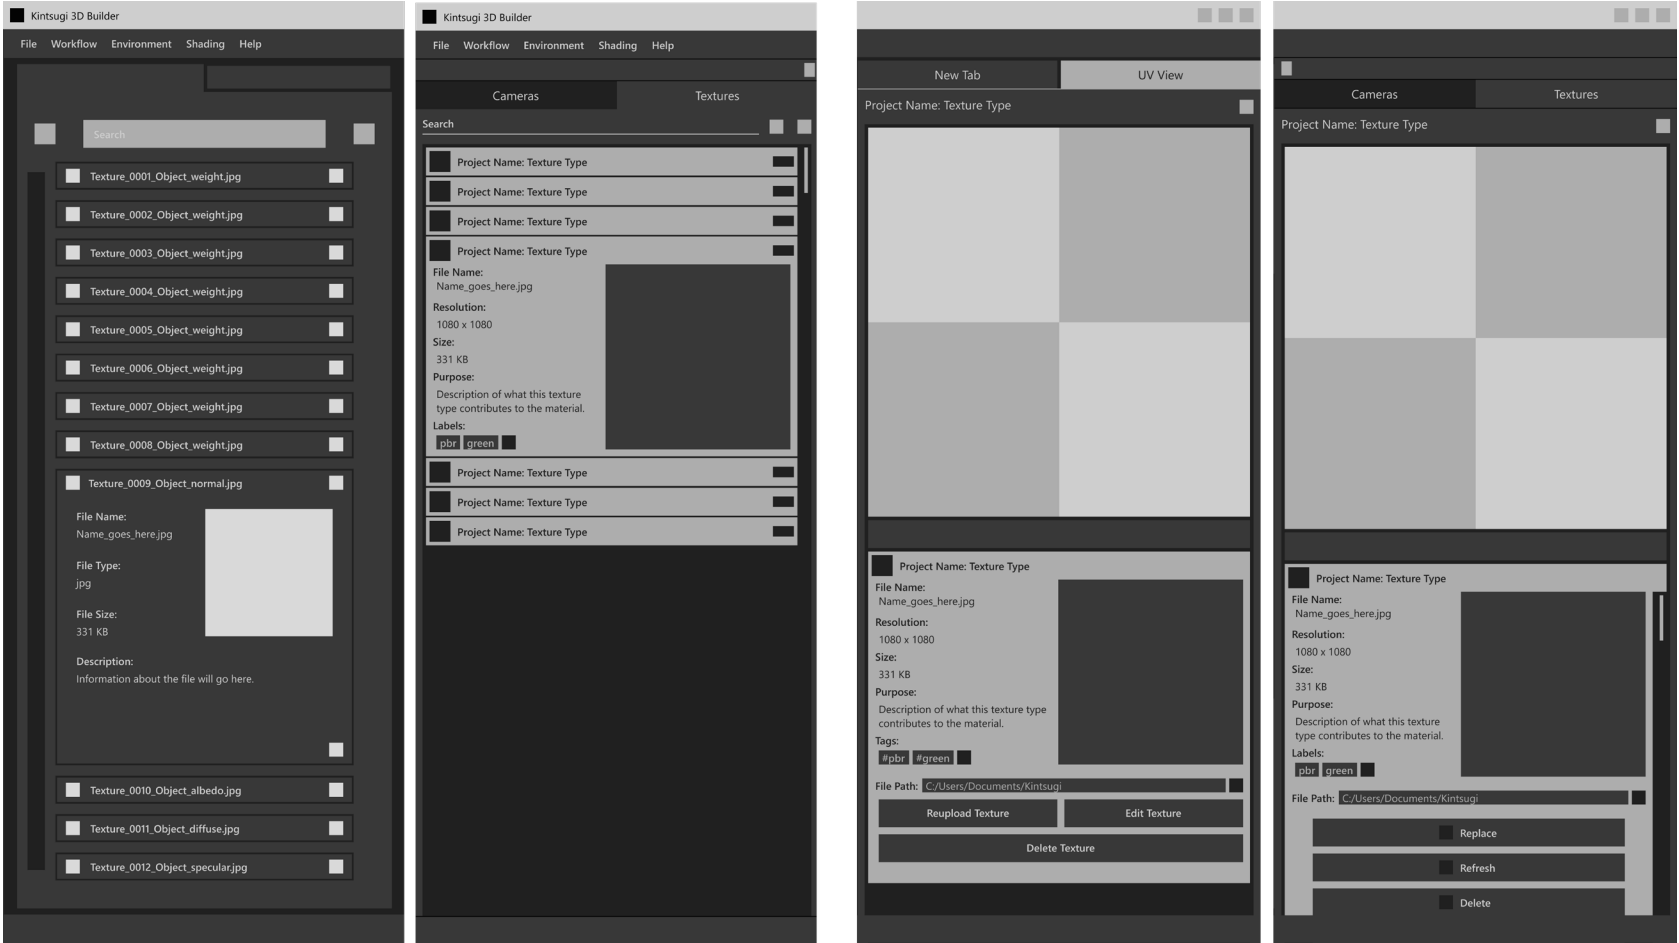 Kintsugi 3D Builder
File Workflow Environment Shading Help
Search
Texture_0001_Object_weight.jpg
Texture_0002_Object_weight.jpg
Texture_0003_Object_weight.jpg
Texture_0004_Object_weight.jpg
Texture_0005_Object_weight.jpg
Texture_0006_Object_weight.jpg
Texture_0007_Object_weight.jpg
Texture_0008_Object_weight.jpg
Texture_0009_Object_normal.jpg
File Name:
Name_goes_here.jpg
File Type:
jpg
File Size:
331 KB
Description:
Information about the file will go here.
Texture_0010_Object_albedo.jpg
Texture_0011_Object_diffuse.jpg
Texture_0012_Object_specular.jpg
Kintsugi 3D Builder
File Workflow Environment Shading Help
Cameras Textures
Search
Project Name: Texture Type
Project Name: Texture Type
Project Name: Texture Type
Project Name: Texture Type
File Name:
Name_goes_here.jpg
Resolution:
1080 x 1080
Size:
331 KB
Purpose:
Description of what this texture
type contributes to the material.
Labels:
pbr green
Project Name: Texture Type
Project Name: Texture Type
Project Name: Texture Type
New Tab UV View
Project Name: Texture Type
Project Name: Texture Type
File Name:
Name_goes_here.jpg
Resolution:
1080 x 1080
Size:
331 KB
Purpose:
Description of what this texture type
contributes to the material.
Tags:
#pbr #green
File Path: C:/Users/Documents/Kintsugi
Reupload Texture Edit Texture
Delete Texture
Cameras Textures
Project Name: Texture Type
Project Name: Texture Type
File Name:
Name_goes_here.jpg
Resolution:
1080 x 1080
Size:
331 KB
Purpose:
Description of what this texture
type contributes to the material.
Labels:
pbr green
File Path: C:/Users/Documents/Kintsugi
Replace
Refresh
Delete